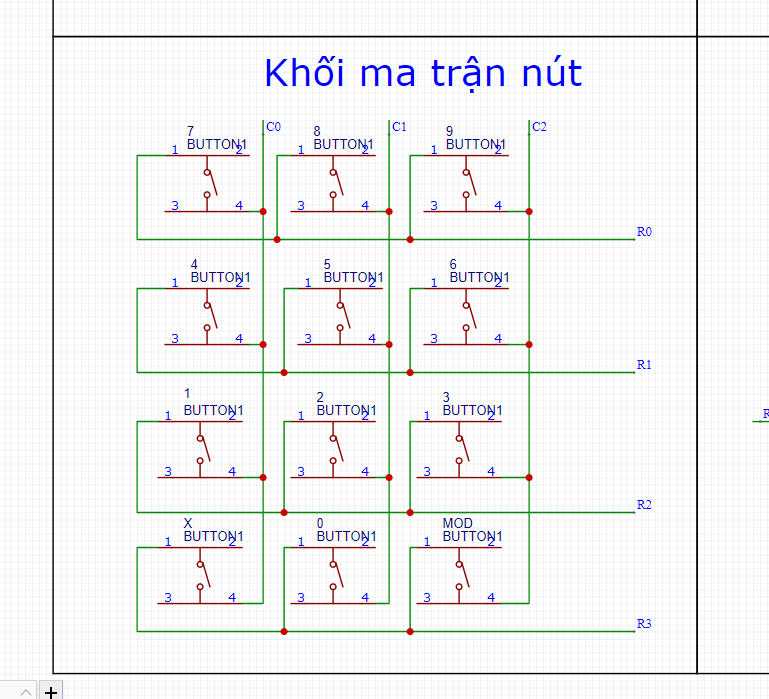 Khối ma trận nút
C0 C1 C2
7 8 9
BUTTON1 BUTTON1 BUTTON1
1 2 1 2 1 2
3 4 3 4 3 4
R0
4 5 6
BUTTON1 BUTTON1 BUTTON1
1 2 1 2 1 2
3 4 3 4 3 4
R1
1 2 3
BUTTON1 BUTTON1 BUTTON1
1 2 1 2 1 2
3 4 3 4 3 4
R2
X 0 MOD
BUTTON1 BUTTON1 BUTTON1
1 2 1 2 1 2
3 4 3 4 3 4
R3